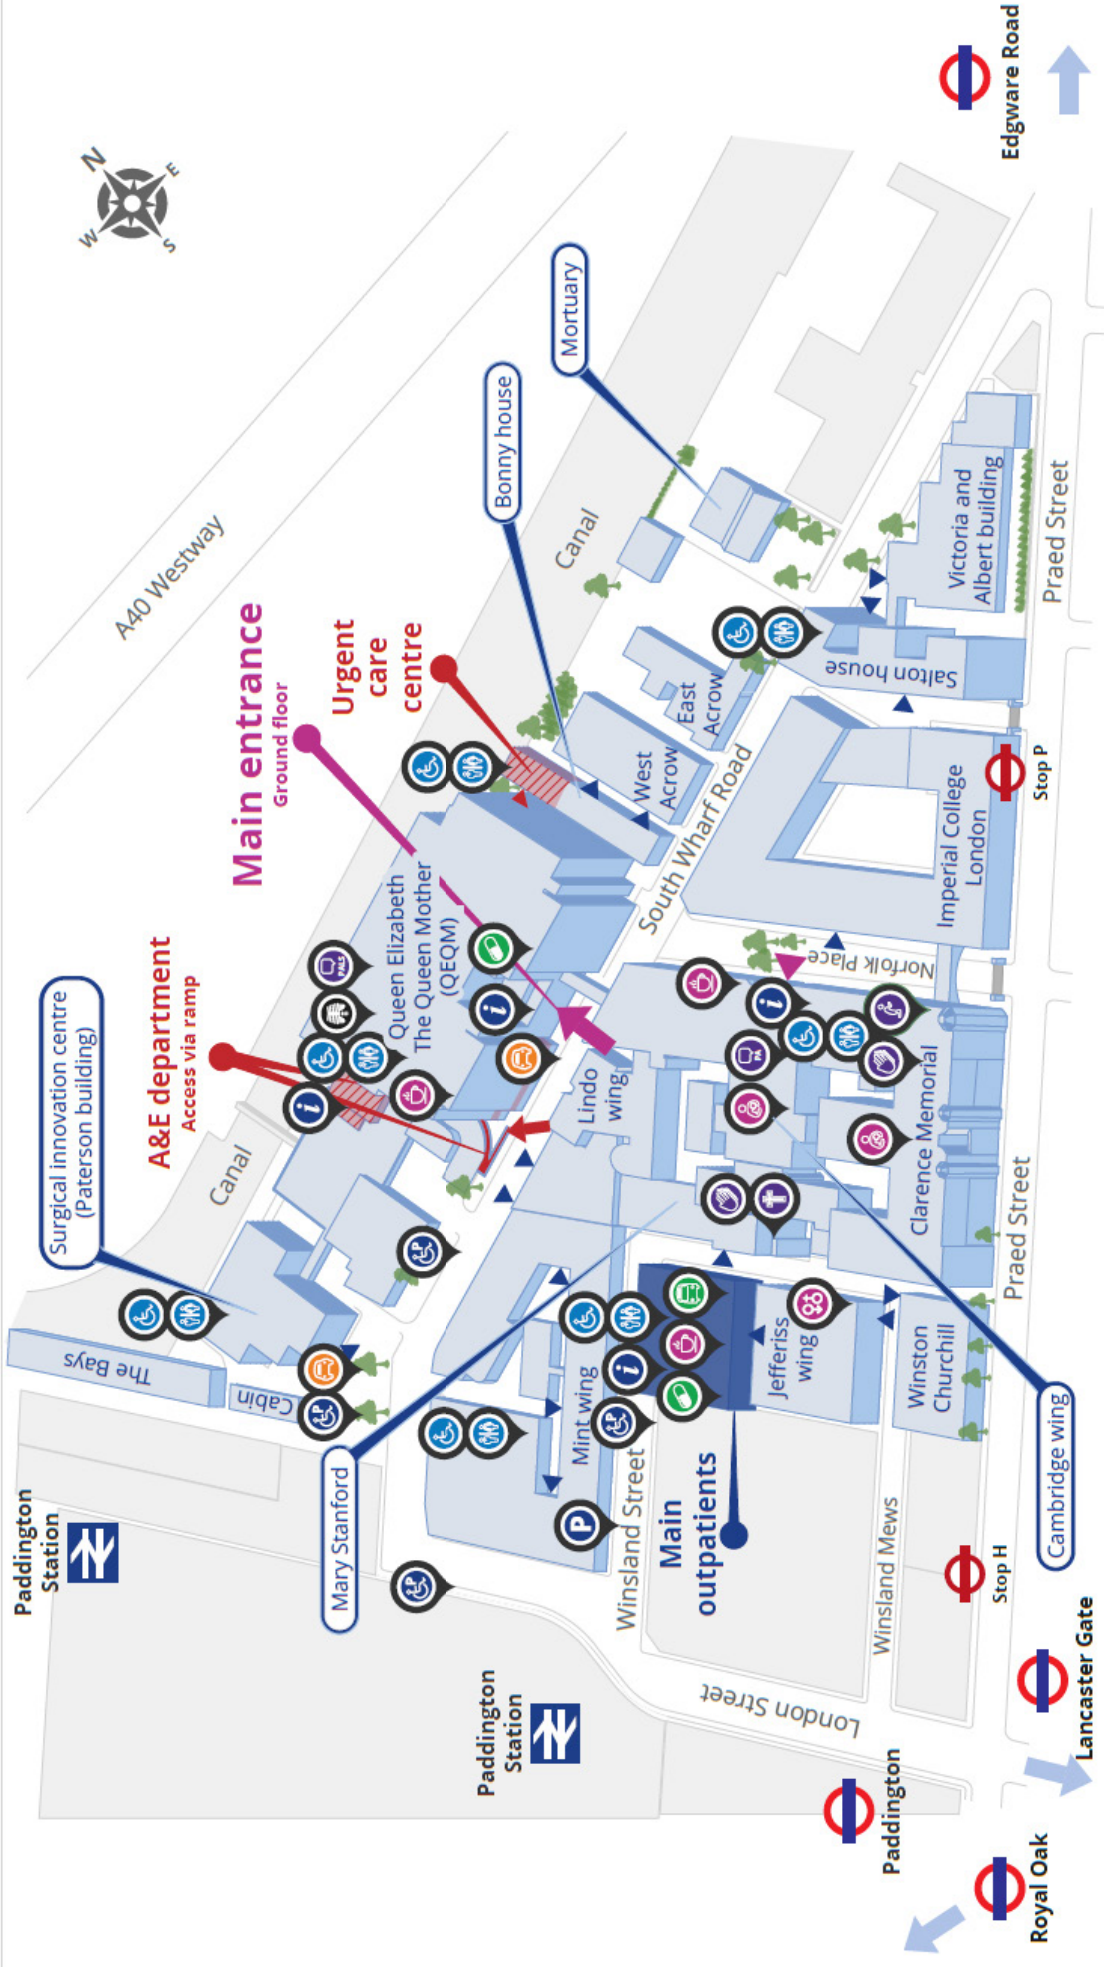 Paddington
Station
The Bays
Cabin
Surgical innovation centre
(Paterson building)
Canal
A&E department
Access via ramp
Main entrance
Ground floor
Urgent
care
centre
A40 Westway
N
E
S
W
Canal
Bonny house
Mortuary
PALS
Queen Elizabeth
The Queen Mother
(QEQM)
i
i
P
P
Mary Stanford
P
Paddington
Station
P
Mint wing
P
i
Winsland Street
Main
outpatients
Jefferiss
wing
Lindo
wing
South Wharf Road
West
Acrow
East
Acrow
i
PA
Norfolk Place
Clarence Memorial
Winston
Churchill
Winsland Mews
London Street
Imperial College
London
Salton house
Victoria and
Albert building
Praed Street
Praed Street
Stop P
Stop H
Cambridge wing
Paddington
Royal Oak
Lancaster Gate
Edgware Road